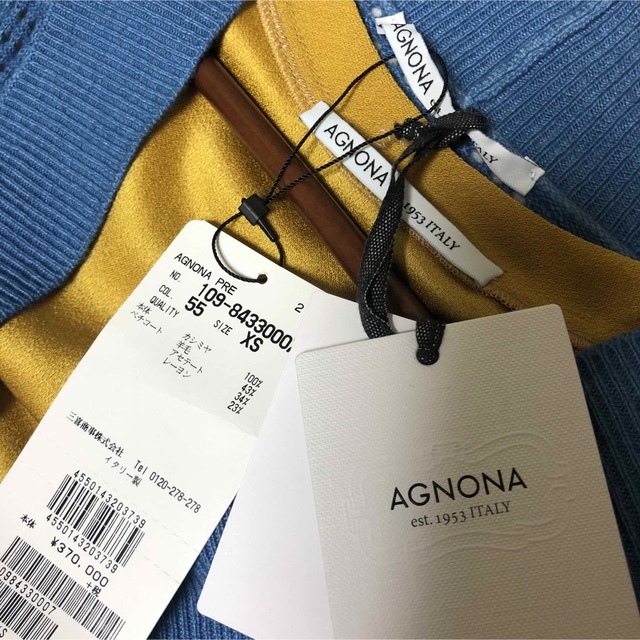 AGNONA
AGNONA
1953 ITALY
AGNONA PRE 2
NO. 109-8433000
COL. 55 SIZE XS
QUALITY
本体 カシミヤ 100%
ペチコート 羊毛 43%
アセテート 34%
レーヨン 23%
三喜商事株式会社
Tel 0120-278-278
イタリー製
4550143203739
4550143203739
本体 ¥370,000
+税
0984330007
AGNONA
est. 1953 ITALY